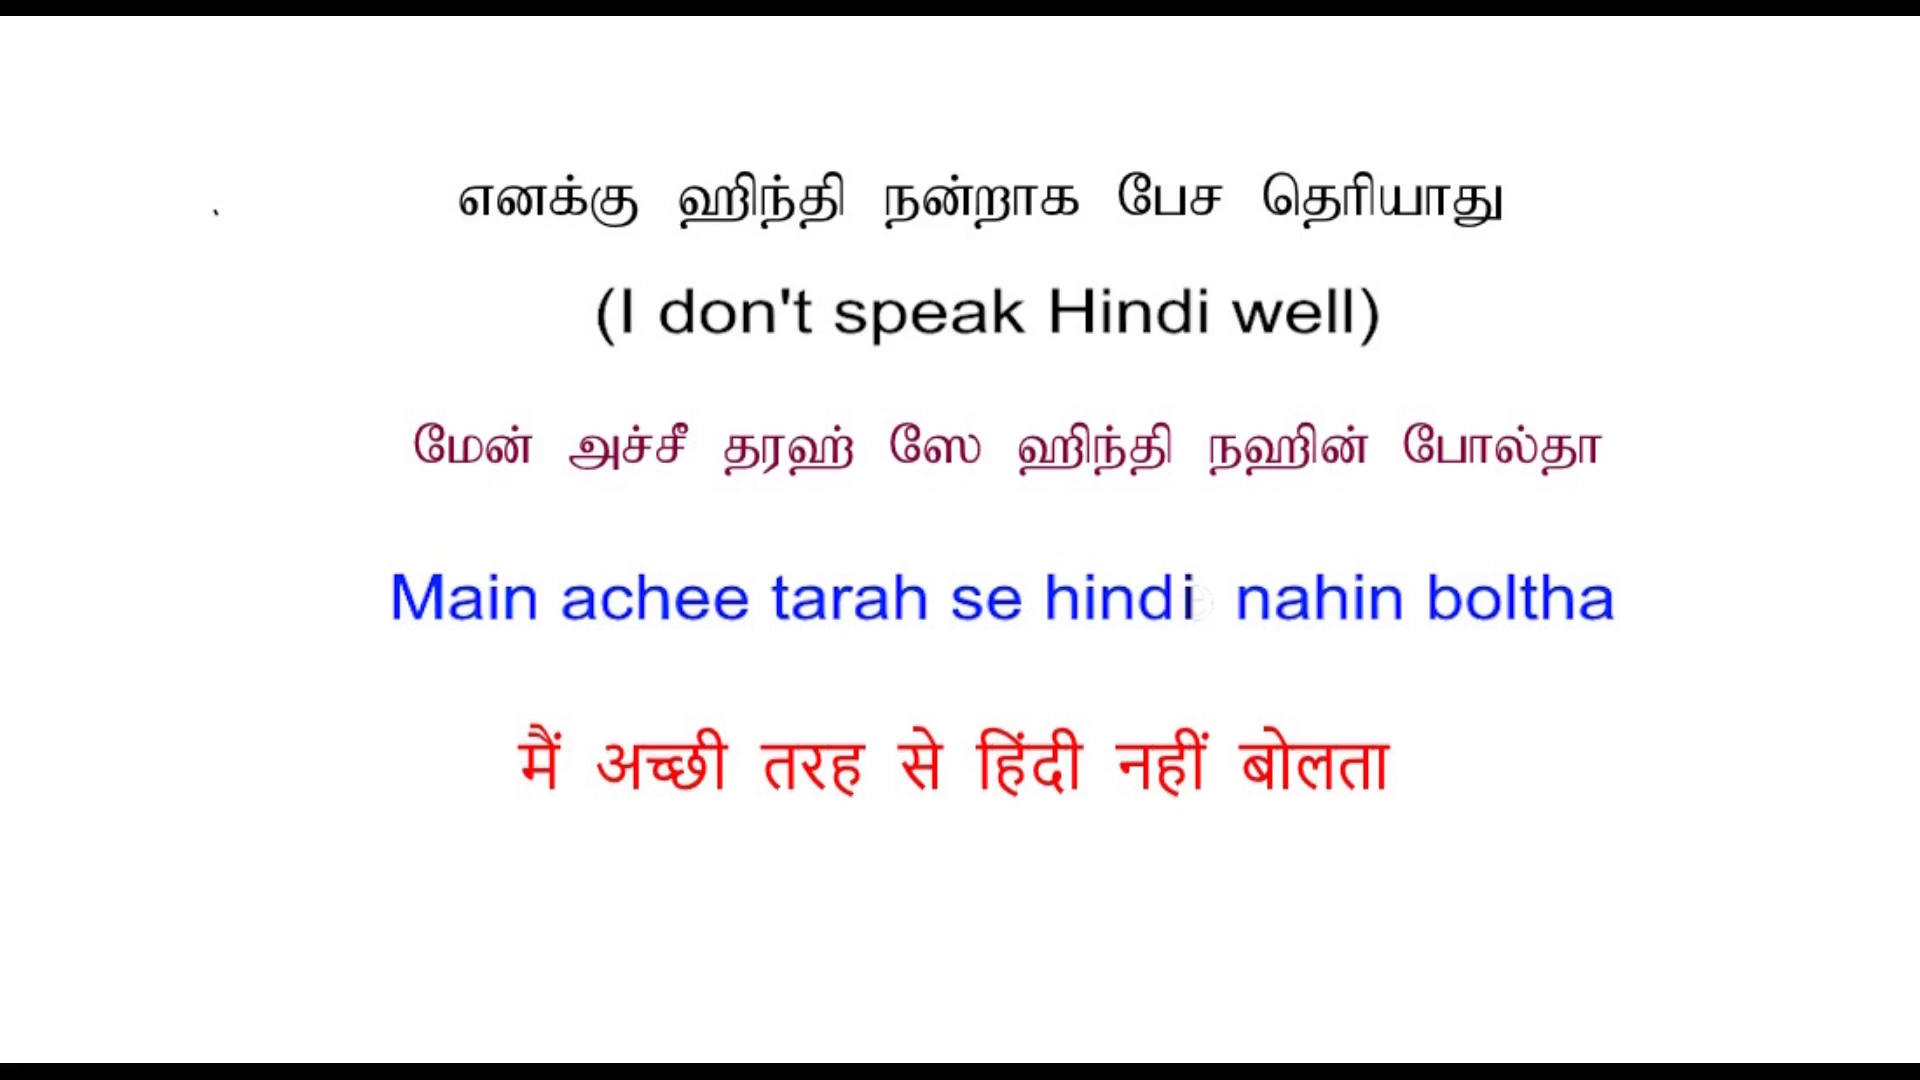 எனக்கு ஹிந்தி நன்றாக பேச தெரியாது
(I don't speak Hindi well)
மேன் அச்சீ தரஹ் ஸே ஹிந்தி நஹின் போல்தா
Main achee tarah se hindi nahin boltha
मैं अच्छी तरह से हिंदी नहीं बोलता